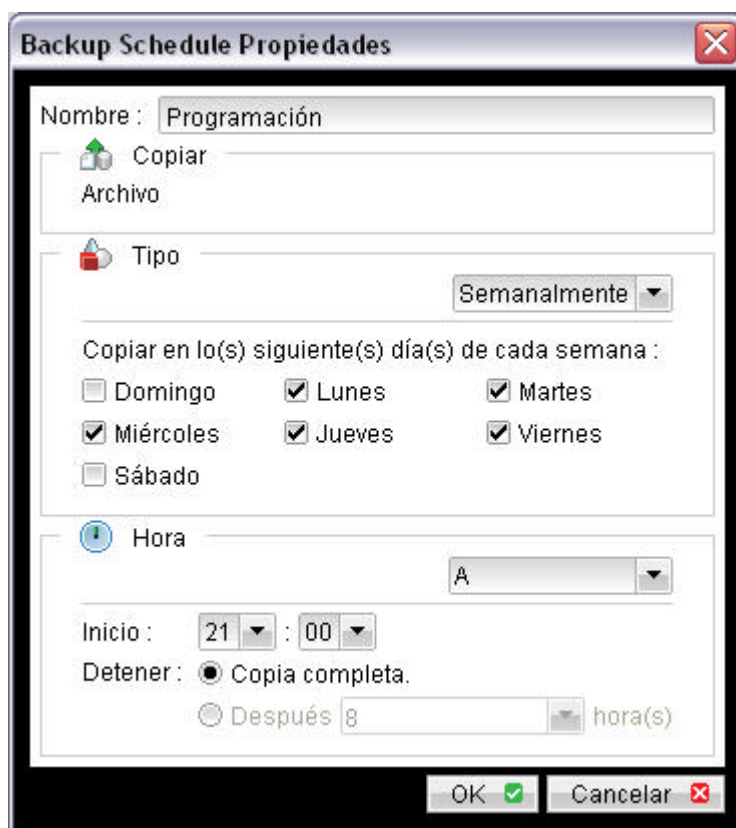 Backup Schedule Propiedades
Nombre : Programación
Copiar
Archivo
Tipo
Semanalmente
Copiar en lo(s) siguiente(s) día(s) de cada semana :
Domingo Lunes Martes
Miércoles Jueves Viernes
Sábado
Hora
A
Inicio : 21 : 00
Detener : Copia completa.
Después 8 hora(s)
OK Cancelar